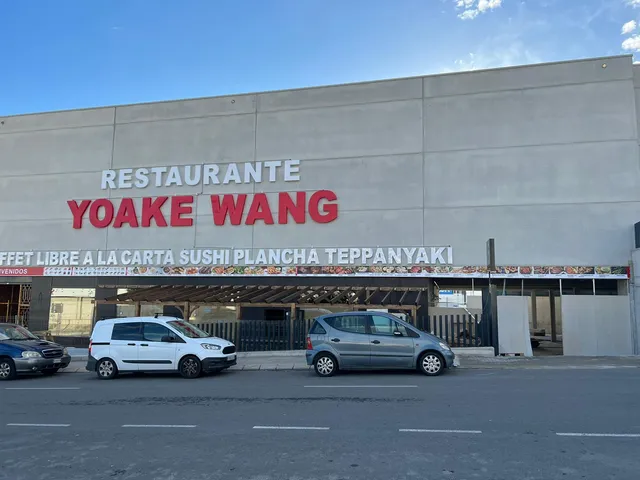 RESTAURANTE
YOAKE WANG
FFET LIBRE A LA CARTA SUSHI PLANCHA TEPPANYAKI
VENIDOS